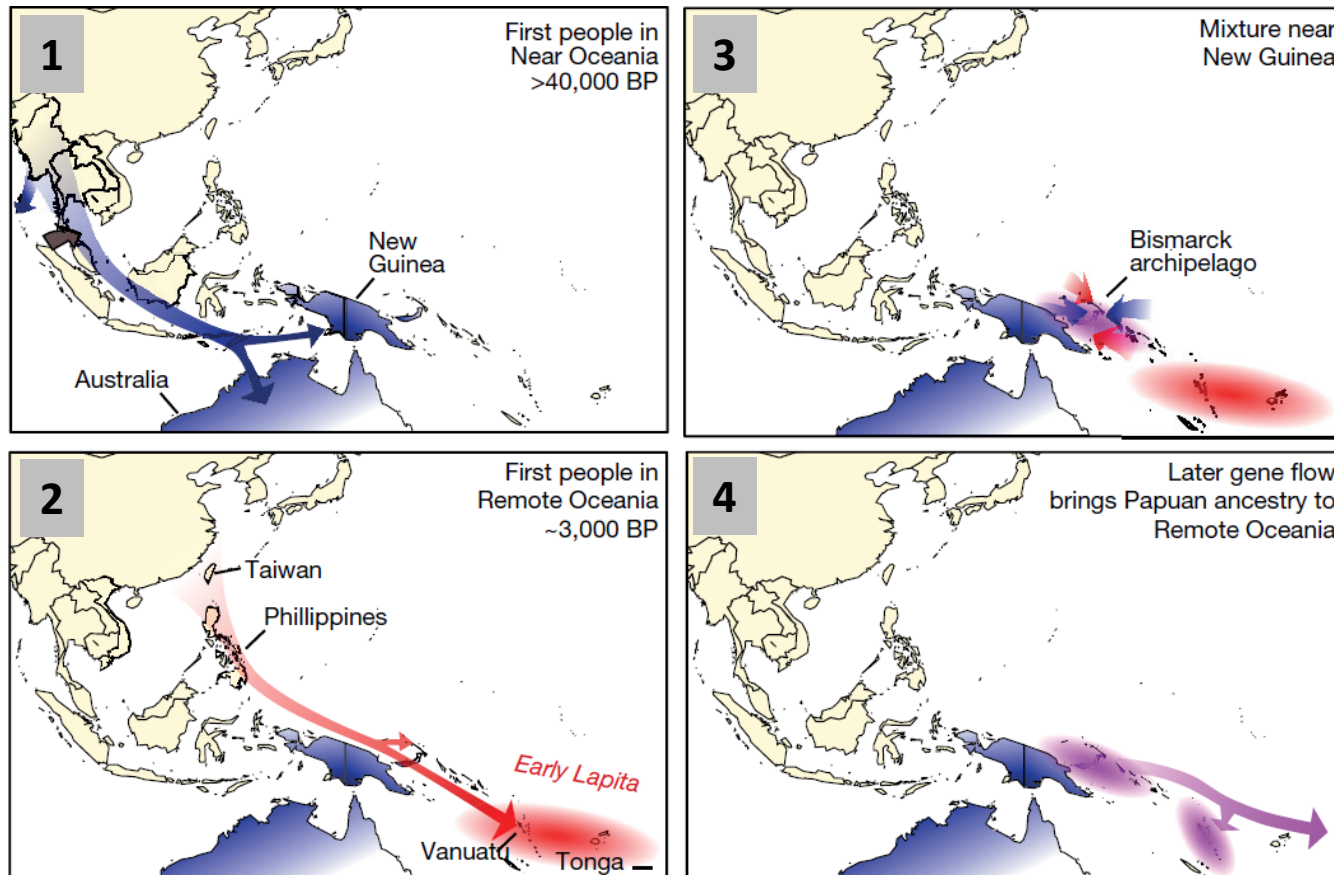 1
First people in
Near Oceania
>40,000 BP
New
Guinea
Australia
2
First people in
Remote Oceania
~3,000 BP
Taiwan
Phillippines
Early Lapita
Vanuatu
Tonga
3
Mixture near
New Guinea
Bismarck
archipelago
4
Later gene flow
brings Papuan ancestry to
Remote Oceania